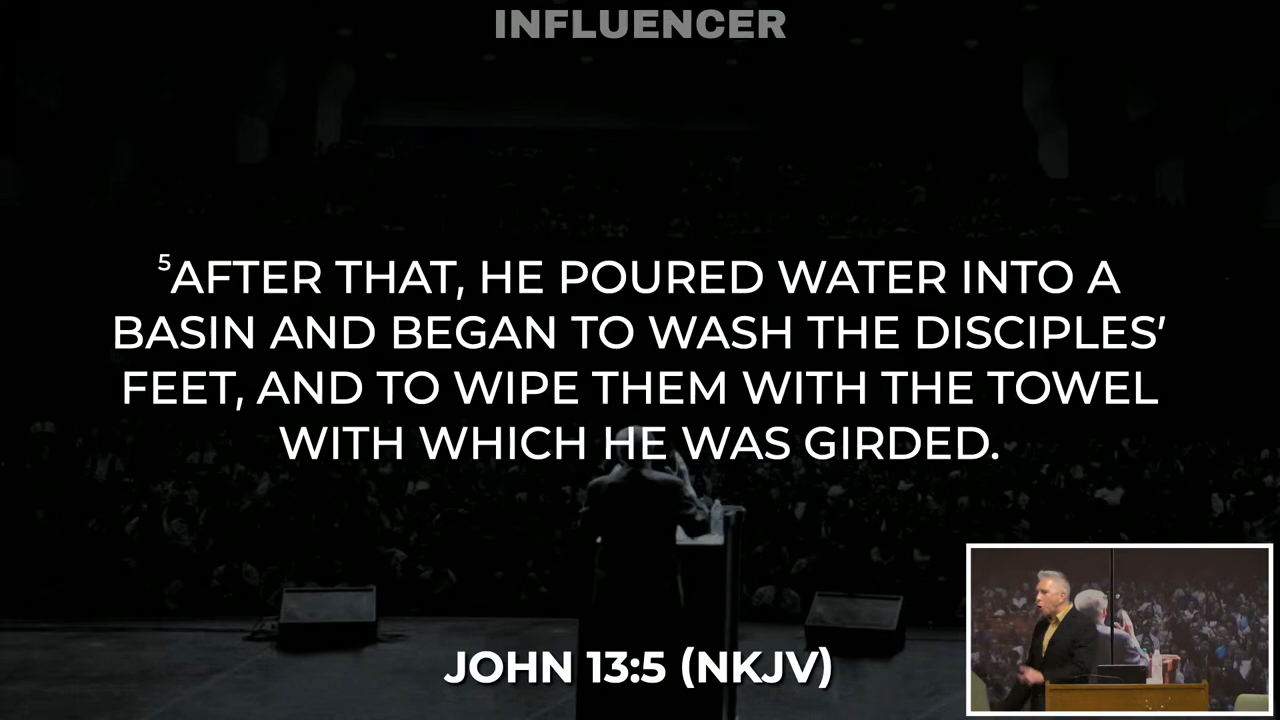 INFLUENCER
⁵AFTER THAT, HE POURED WATER INTO A
BASIN AND BEGAN TO WASH THE DISCIPLES’
FEET, AND TO WIPE THEM WITH THE TOWEL
WITH WHICH HE WAS GIRDED.
JOHN 13:5 (NKJV)